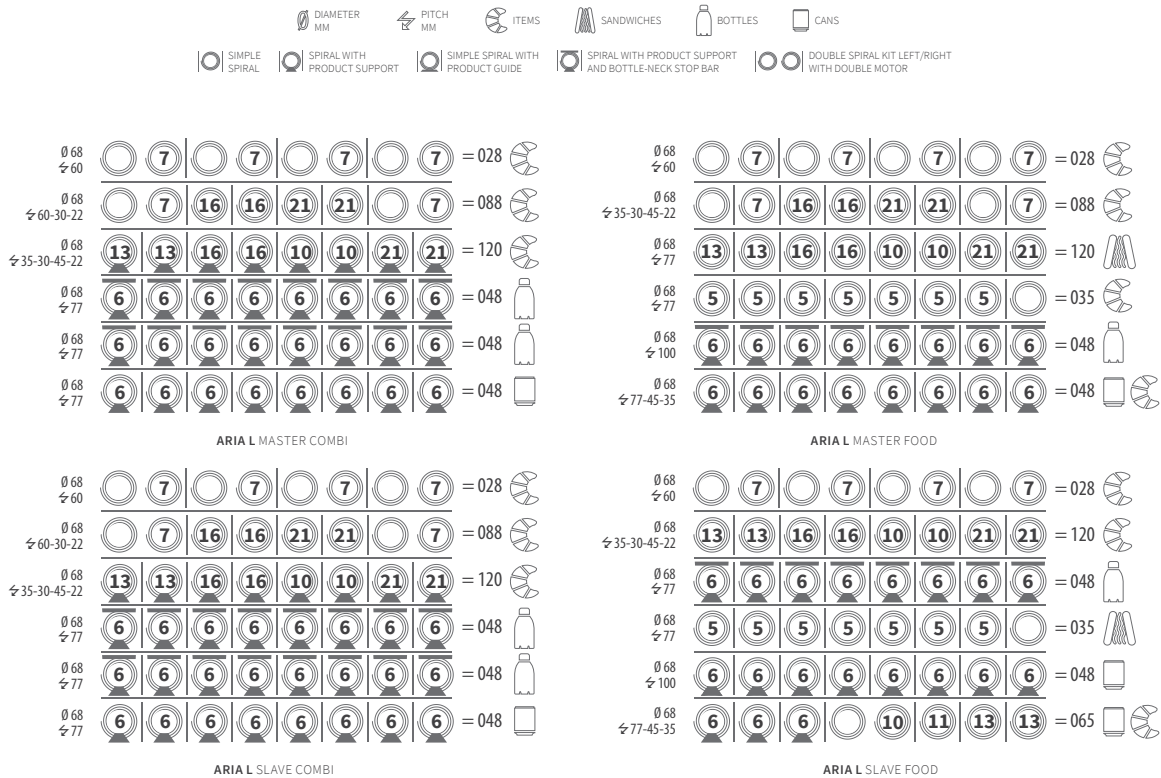 DIAMETER
MM
PITCH
MM
ITEMS
SANDWICHES
BOTTLES
CANS
SIMPLE
SPIRAL
SPIRAL WITH
PRODUCT SUPPORT
SIMPLE SPIRAL WITH
PRODUCT GUIDE
SPIRAL WITH PRODUCT SUPPORT
AND BOTTLE-NECK STOP BAR
DOUBLE SPIRAL KIT LEFT/RIGHT
WITH DOUBLE MOTOR
Ø 68
60
7 7 7 7 = 028
Ø 68
60-30-22
7 16 16 21 21 7 = 088
Ø 68
35-30-45-22
13 13 16 16 10 10 21 21 = 120
Ø 68
77
6 6 6 6 6 6 6 6 = 048
Ø 68
77
6 6 6 6 6 6 6 6 = 048
Ø 68
77
6 6 6 6 6 6 6 6 = 048
ARIA L MASTER COMBI
Ø 68
60
7 7 7 7 = 028
Ø 68
35-30-45-22
7 16 16 21 21 7 = 088
Ø 68
77
13 13 16 16 10 10 21 21 = 120
Ø 68
77
5 5 5 5 5 5 5 = 035
Ø 68
100
6 6 6 6 6 6 6 6 = 048
Ø 68
77-45-35
6 6 6 6 6 6 6 6 = 048
ARIA L MASTER FOOD
Ø 68
60
7 7 7 7 = 028
Ø 68
60-30-22
7 16 16 21 21 7 = 088
Ø 68
35-30-45-22
13 13 16 16 10 10 21 21 = 120
Ø 68
77
6 6 6 6 6 6 6 6 = 048
Ø 68
77
6 6 6 6 6 6 6 6 = 048
Ø 68
77
6 6 6 6 6 6 6 6 = 048
ARIA L SLAVE COMBI
Ø 68
60
7 7 7 7 = 028
Ø 68
35-30-45-22
13 13 16 16 10 10 21 21 = 120
Ø 68
77
6 6 6 6 6 6 6 6 = 048
Ø 68
77
5 5 5 5 5 5 5 = 035
Ø 68
100
6 6 6 6 6 6 6 6 = 048
Ø 68
77-45-35
6 6 6 10 11 13 13 = 065
ARIA L SLAVE FOOD